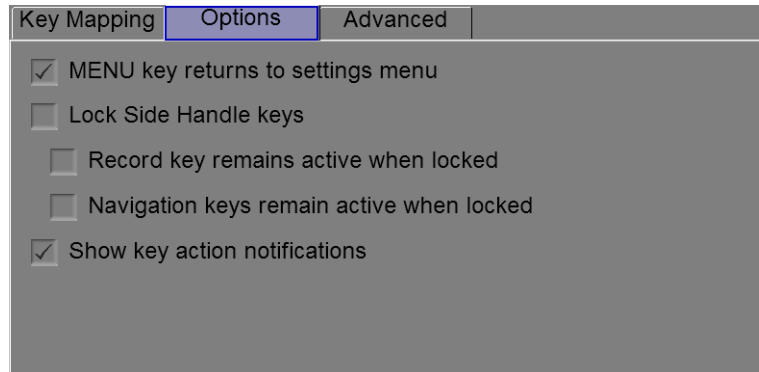 Key Mapping Options Advanced
MENU key returns to settings menu
Lock Side Handle keys
Record key remains active when locked
Navigation keys remain active when locked
Show key action notifications